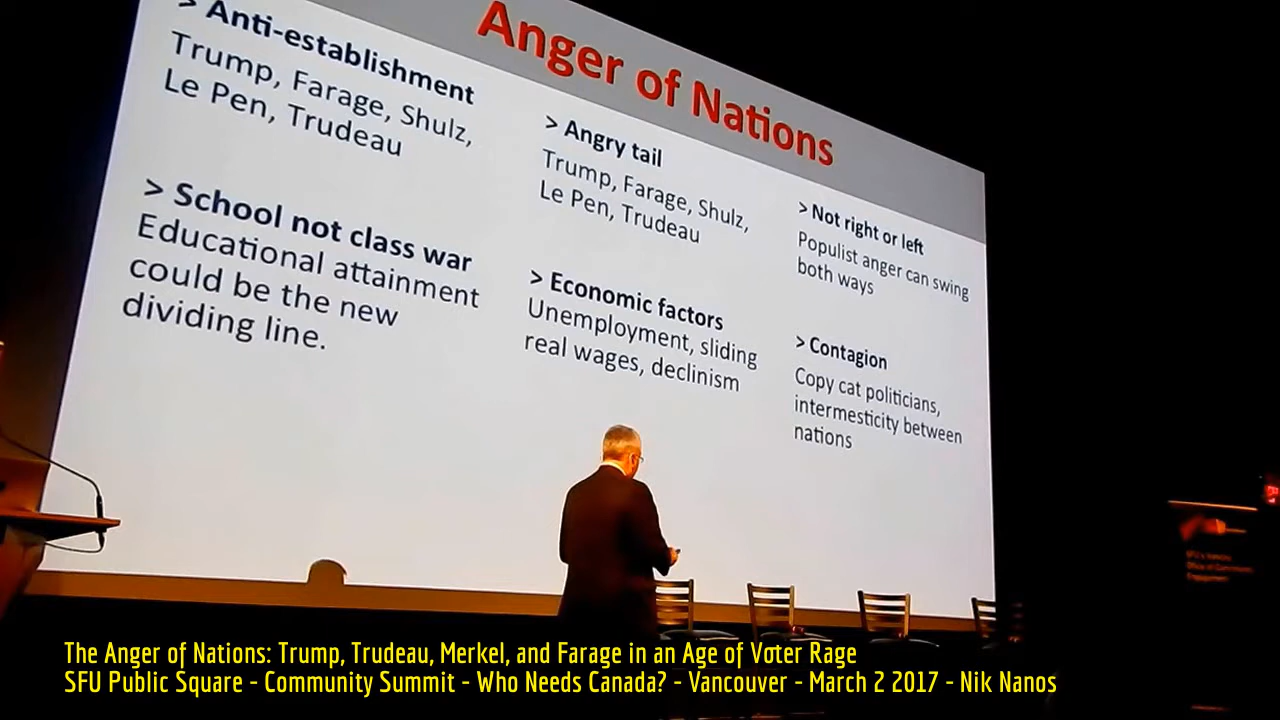 Anger of Nations
> Anti-establishment
Trump, Farage, Shulz,
Le Pen, Trudeau
> School not class war
Educational attainment
could be the new
dividing line.
> Angry tail
Trump, Farage, Shulz,
Le Pen, Trudeau
> Economic factors
Unemployment, sliding
real wages, declinism
> Not right or left
Populist anger can swing
both ways
> Contagion
Copy cat politicians,
intermesticity between
nations
The Anger of Nations: Trump, Trudeau, Merkel, and Farage in an Age of Voter Rage
SFU Public Square - Community Summit - Who Needs Canada? - Vancouver - March 2 2017 - Nik Nanos